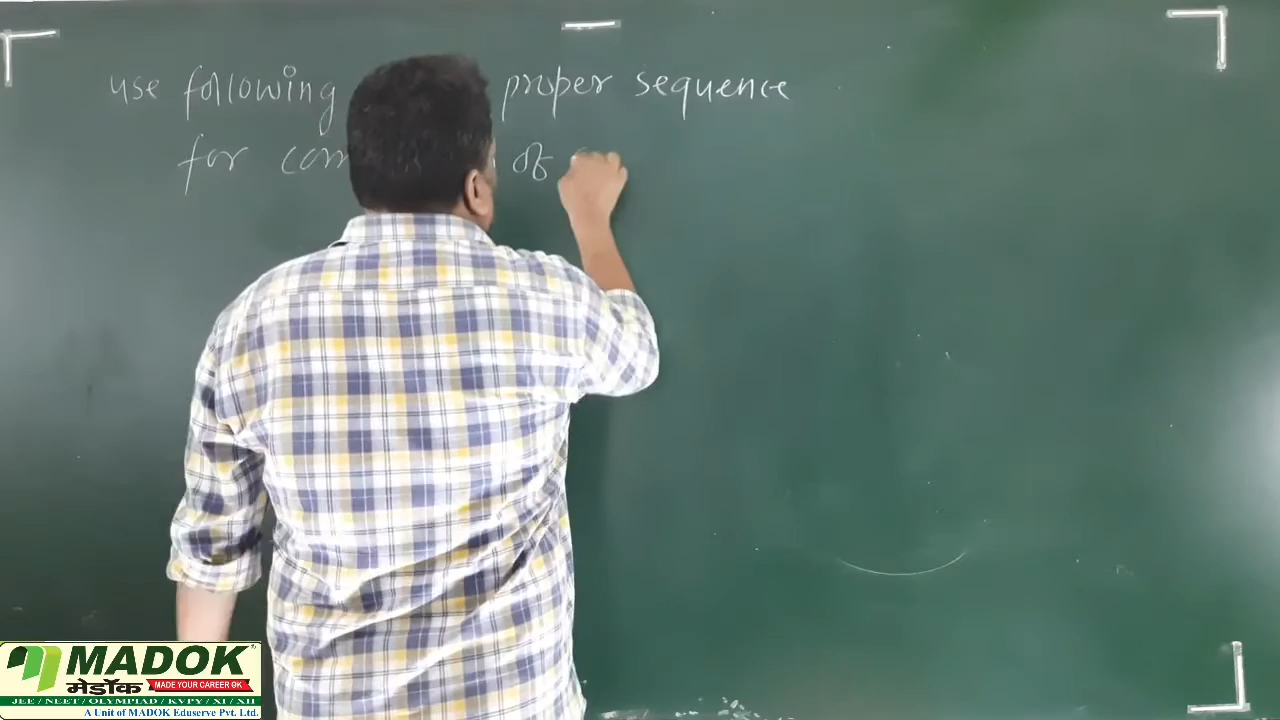 use following proper sequence
for of
MADOK
मेडॉक MADE YOUR CAREER GK
JEE / NEET / OLYMPIAD / KVPY / XI / XII
A Unit of MADOK Eduserve Pvt. Ltd.